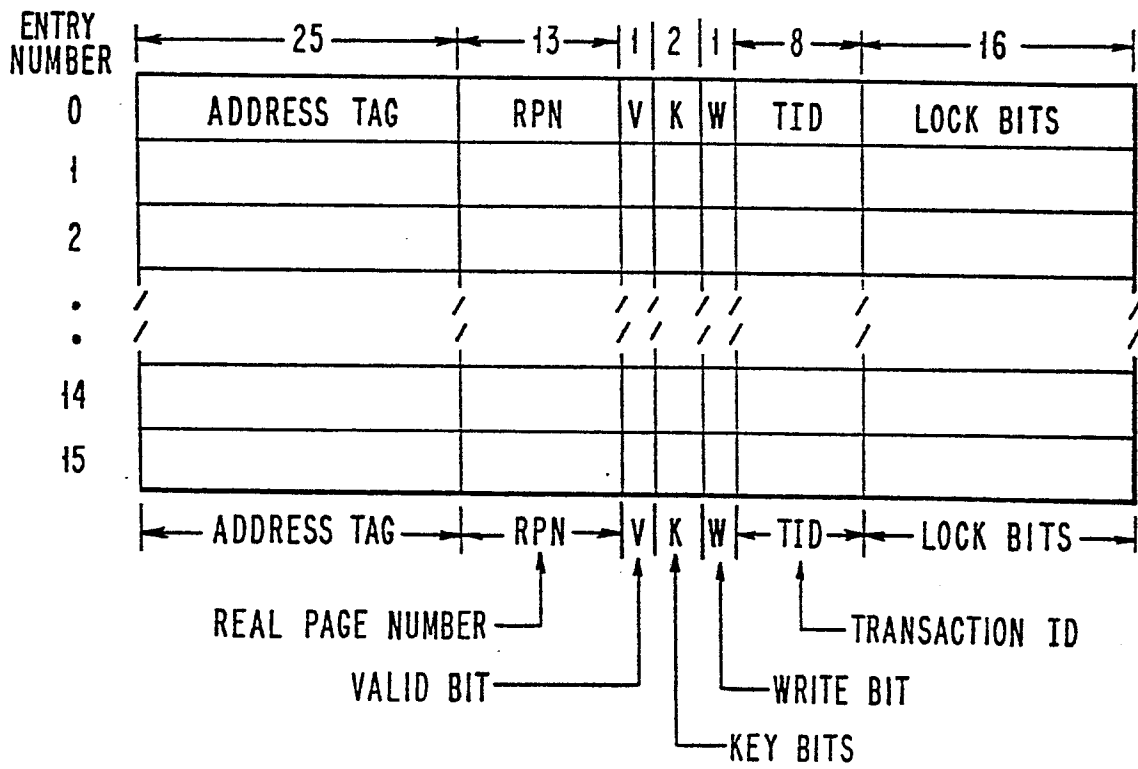 ENTRY NUMBER
25 13 1 2 1 8 16
0 ADDRESS TAG RPN V K W TID LOCK BITS
1
2
14
15
ADDRESS TAG RPN V K W TID LOCK BITS
REAL PAGE NUMBER TRANSACTION ID
VALID BIT WRITE BIT
KEY BITS